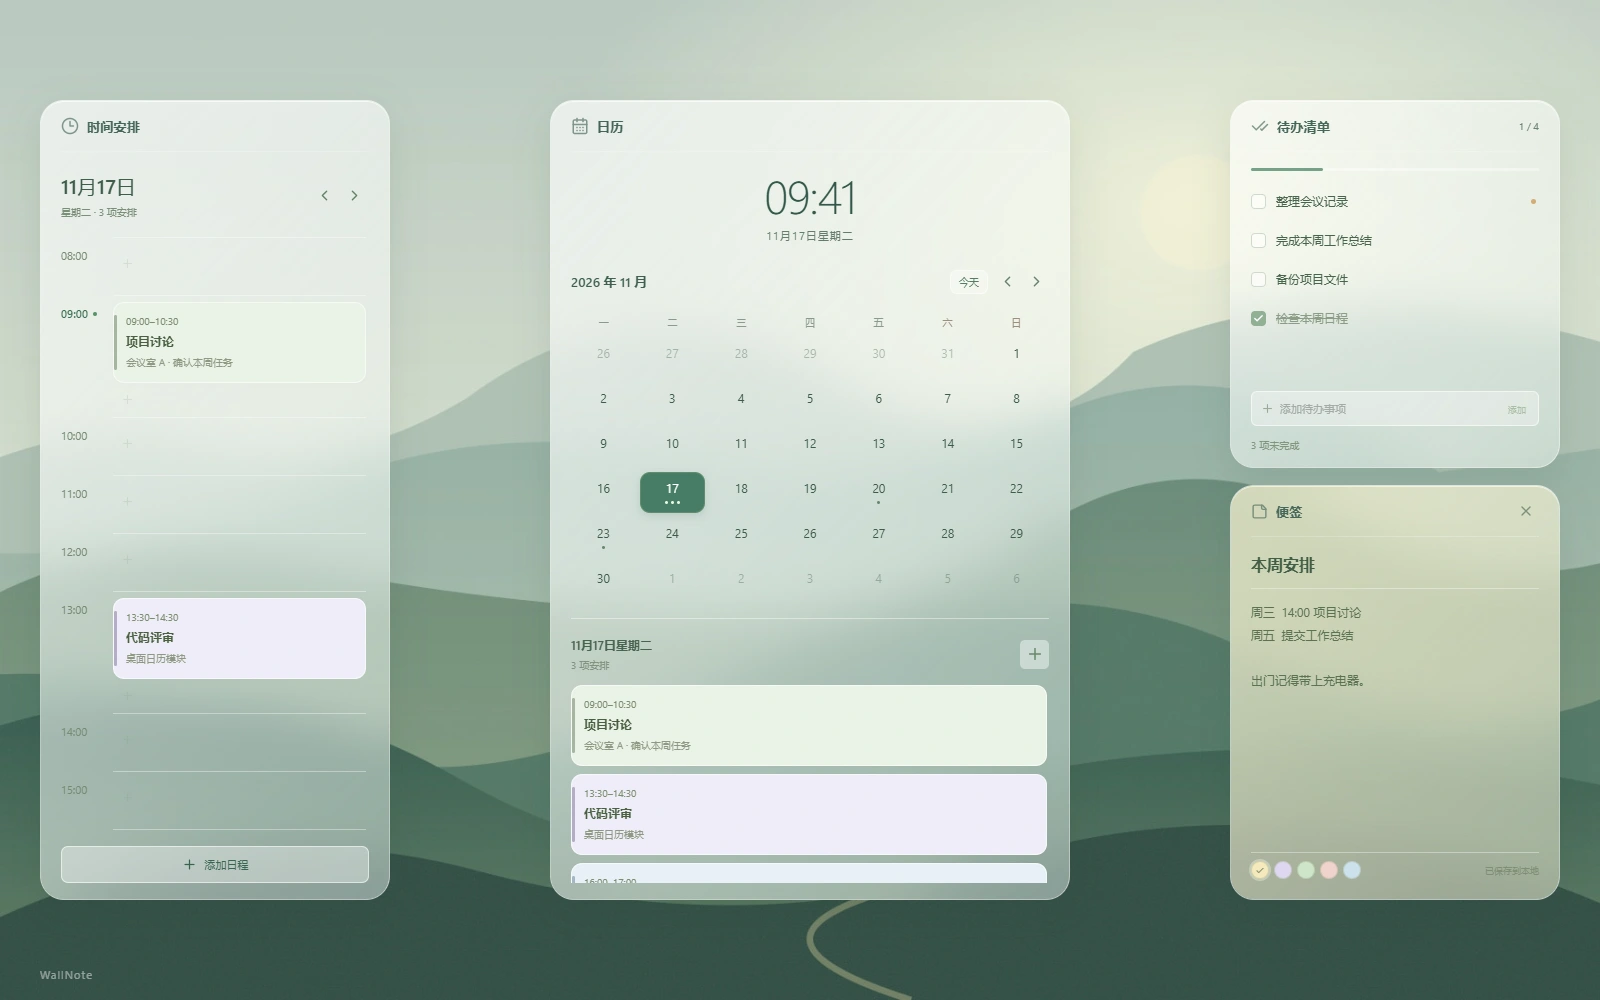 时间安排
11月17日
星期二 · 3 项安排
08:00
09:00
09:00–10:30
项目讨论
会议室 A · 确认本周任务
10:00
11:00
12:00
13:00
13:30–14:30
代码评审
桌面日历模块
14:00
15:00
添加日程
日历
09:41
11月17日星期二
2026 年 11 月
今天
一 二 三 四 五 六 日
26 27 28 29 30 31 1
2 3 4 5 6 7 8
9 10 11 12 13 14 15
16 17 18 19 20 21 22
23 24 25 26 27 28 29
30 1 2 3 4 5 6
11月17日星期二
3 项安排
09:00–10:30
项目讨论
会议室 A · 确认本周任务
13:30–14:30
代码评审
桌面日历模块
16:00–17:00
待办清单
1 / 4
整理会议记录
完成本周工作总结
备份项目文件
检查本周日程
添加待办事项 添加
3 项未完成
便签
本周安排
周三 14:00 项目讨论
周五 提交工作总结
出门记得带上充电器。
已保存到本地
WallNote